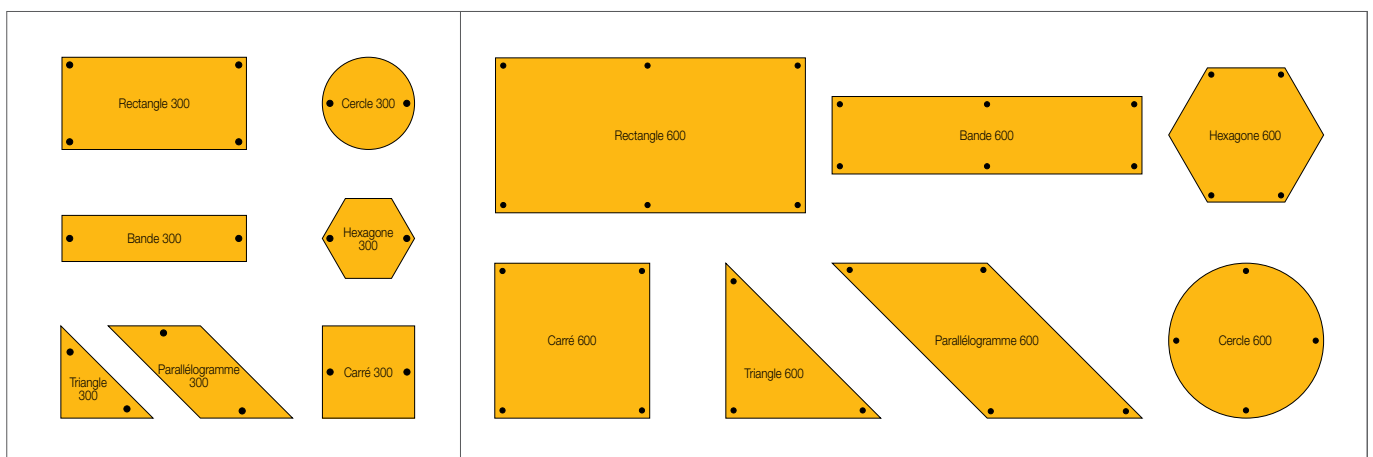 Rectangle 300
Cercle 300
Bande 300
Hexagone
300
Triangle
300
Parallélogramme
300
Carré 300
Rectangle 600
Bande 600
Hexagone 600
Carré 600
Triangle 600
Parallélogramme 600
Cercle 600